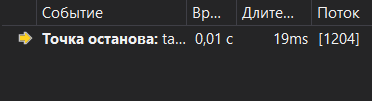 Событие Вр... Длите... Поток
Точка останова: ta... 0,01 с 19ms [1204]